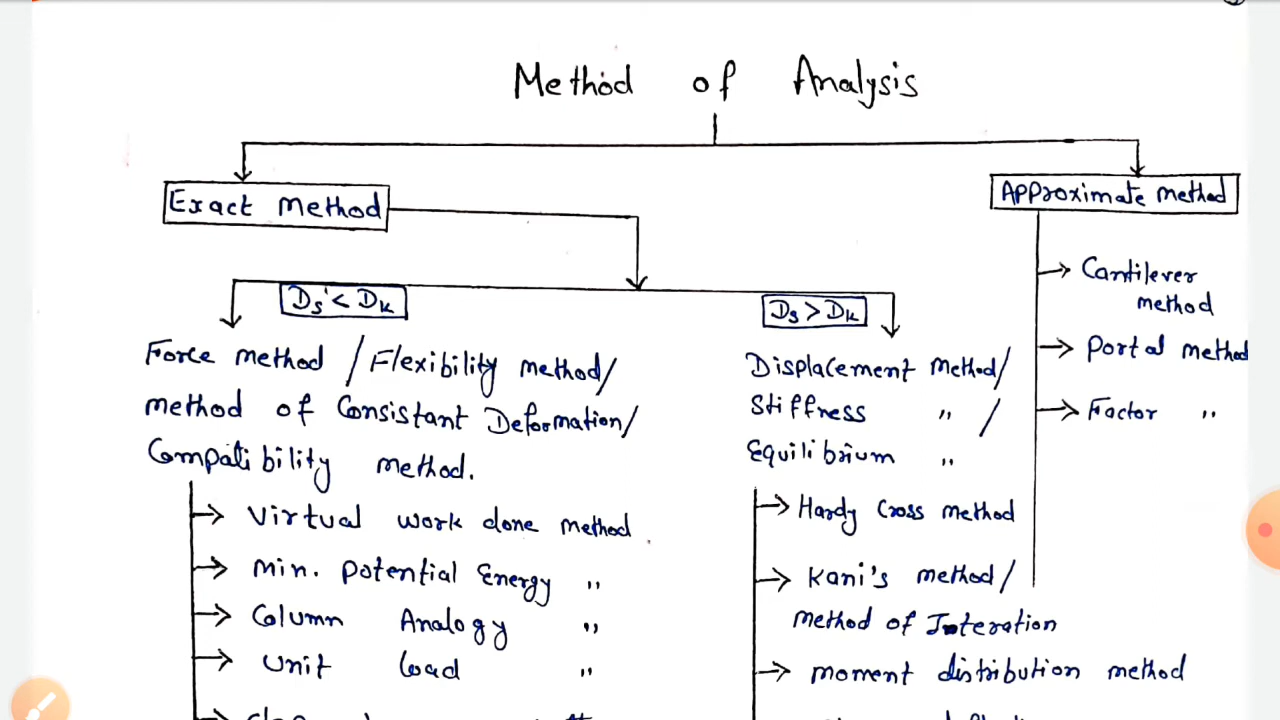 Method of Analysis
Exact Method
Approximate method
Ds < Dk
Ds > Dk
Force method / Flexibility method/
method of Consistant Deformation/
Compatibility method.
→ Virtual work done method
→ Min. Potential Energy "
→ Column Analogy "
→ Unit load "
Displacement Method/
Stiffness " /
Equilibrium "
→ Hardy Cross method
→ Kani's method/
method of Interation
→ moment distribution method
→ Cantilever
method
→ Portal method
→ Factor "